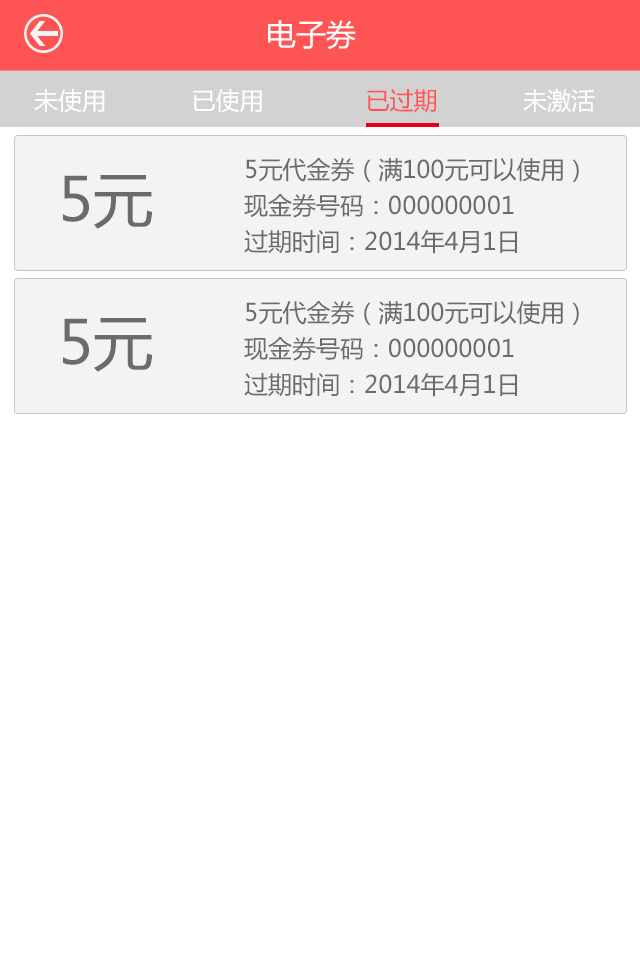 电子券
未使用 已使用 已过期 未激活
5元
5元代金券（满100元可以使用）
现金券号码：000000001
过期时间：2014年4月1日
5元
5元代金券（满100元可以使用）
现金券号码：000000001
过期时间：2014年4月1日